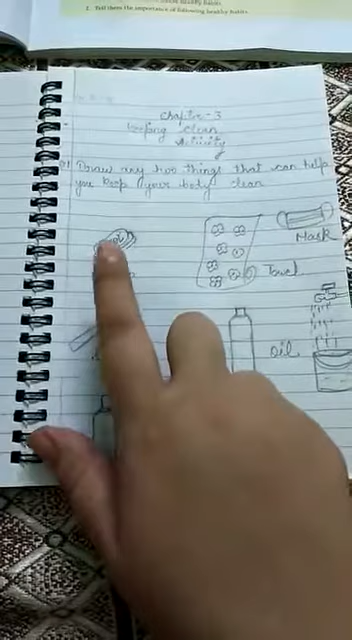 2. Tell them the importance of following healthy habits.
Chapter-3
keeping clean
Activity
Q1 Draw any two things that can help
you keep your body clean
Mask
Towel
oil